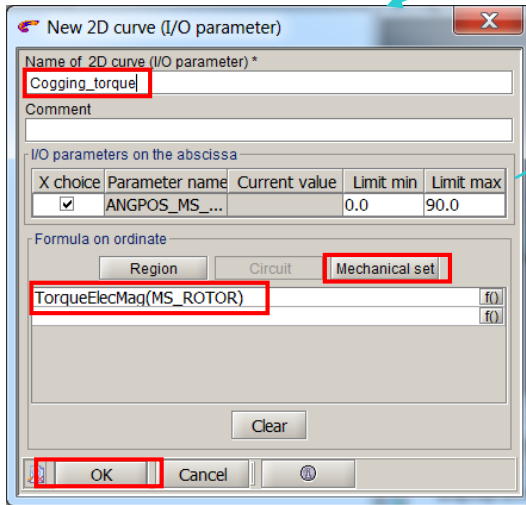 New 2D curve (I/O parameter)
X
Name of 2D curve (I/O parameter) *
Cogging_torque
Comment
I/O parameters on the abscissa
X choice Parameter name Current value Limit min Limit max
ANGPOS_MS_... 0.0 90.0
Formula on ordinate
Region Circuit Mechanical set
TorqueElecMag(MS_ROTOR) f()
f()
Clear
OK Cancel